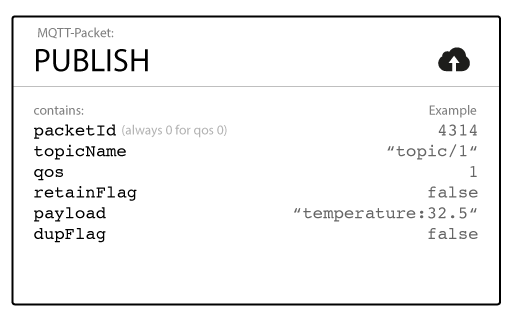 MQTT-Packet:
PUBLISH
contains: Example
packetId (always 0 for qos 0) 4314
topicName “topic/1“
qos 1
retainFlag false
payload “temperature:32.5“
dupFlag false